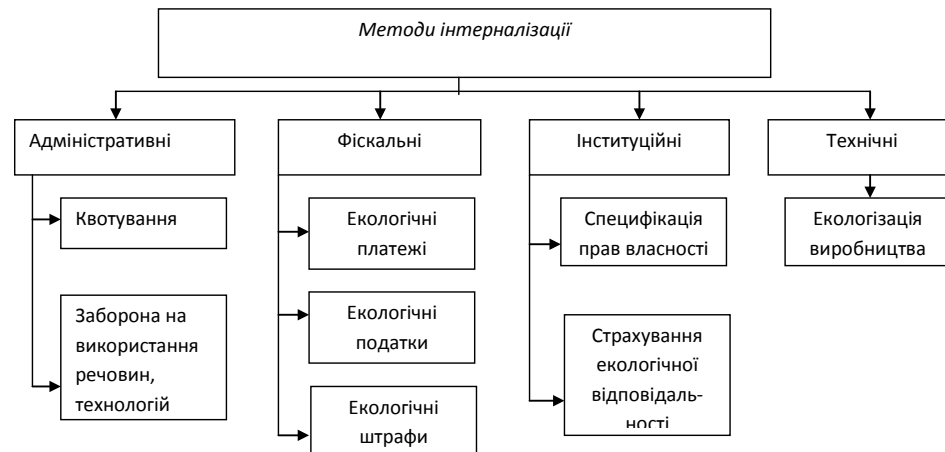 Методи інтерналізації
Адміністративні
Фіскальні
Інституційні
Технічні
Квотування
Заборона на
використання
речовин,
технологій
Екологічні
платежі
Екологічні
податки
Екологічні
штрафи
Специфікація
прав власності
Страхування
екологічної
відповідаль-
ності
Екологізація
виробництва